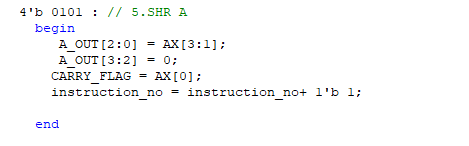 4'b 0101 : // 5.SHR A
begin
A_OUT[2:0] = AX[3:1];
A_OUT[3:2] = 0;
CARRY_FLAG = AX[0];
instruction_no = instruction_no+ 1'b 1;
end